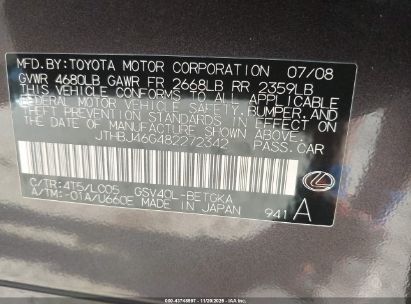 MFD.BY:TOYOTA MOTOR CORPORATION 07/08
GVWR 4680LB GAWR FR 2668LB RR 2359LB
THIS VEHICLE CONFORMS TO ALL APPLICABLE
FEDERAL MOTOR VEHICLE SAFETY, BUMPER, AND
THEFT PREVENTION STANDARDS IN EFFECT ON
THE DATE OF MANUFACTURE SHOWN ABOVE.
JTHBJ46G482272342 PASS.CAR
C/TR:4T5/LC05 GSV40L-BETGKA
A/TM:-01A/U660E MADE IN JAPAN 941 A